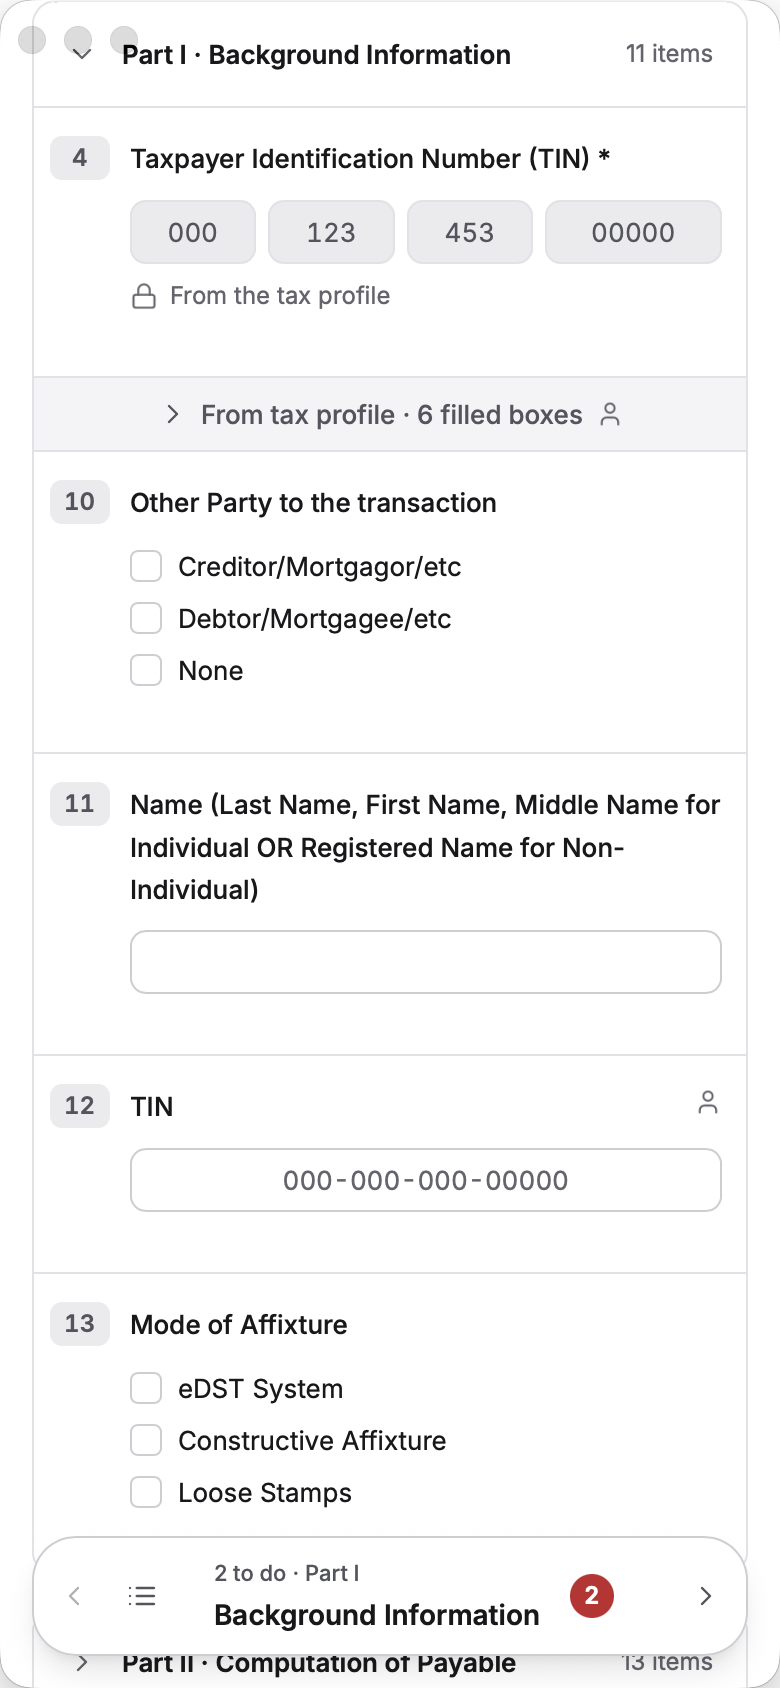 Part I · Background Information 11 items
4 Taxpayer Identification Number (TIN) *
000 123 453 00000
From the tax profile
From tax profile · 6 filled boxes
10 Other Party to the transaction
Creditor/Mortgagor/etc
Debtor/Mortgagee/etc
None
11 Name (Last Name, First Name, Middle Name for
Individual OR Registered Name for Non-
Individual)
12 TIN
000-000-000-00000
13 Mode of Affixture
eDST System
Constructive Affixture
Loose Stamps
2 to do · Part I
Background Information 2
Part II · Computation of Payable 13 items